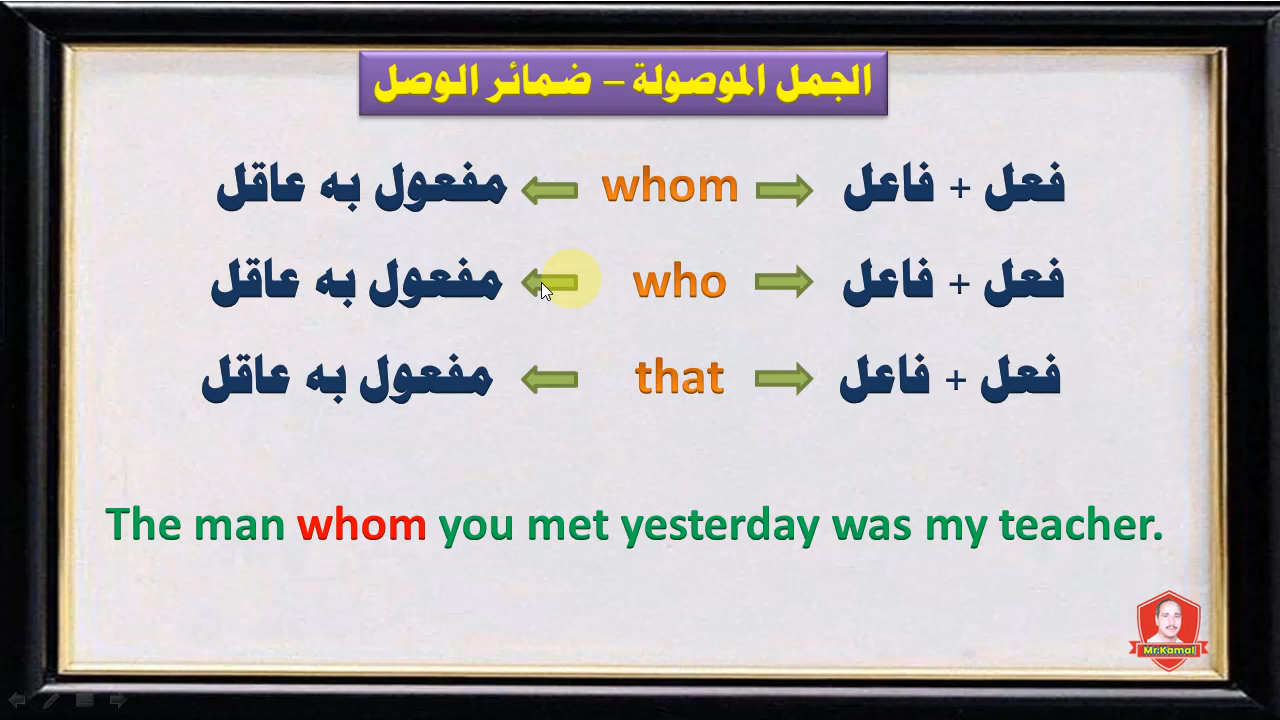 الجمل الموصولة – ضمائر الوصل
مفعول به عاقل whom فعل + فاعل
مفعول به عاقل who فعل + فاعل
مفعول به عاقل that فعل + فاعل
The man whom you met yesterday was my teacher.
Mr.Kamal